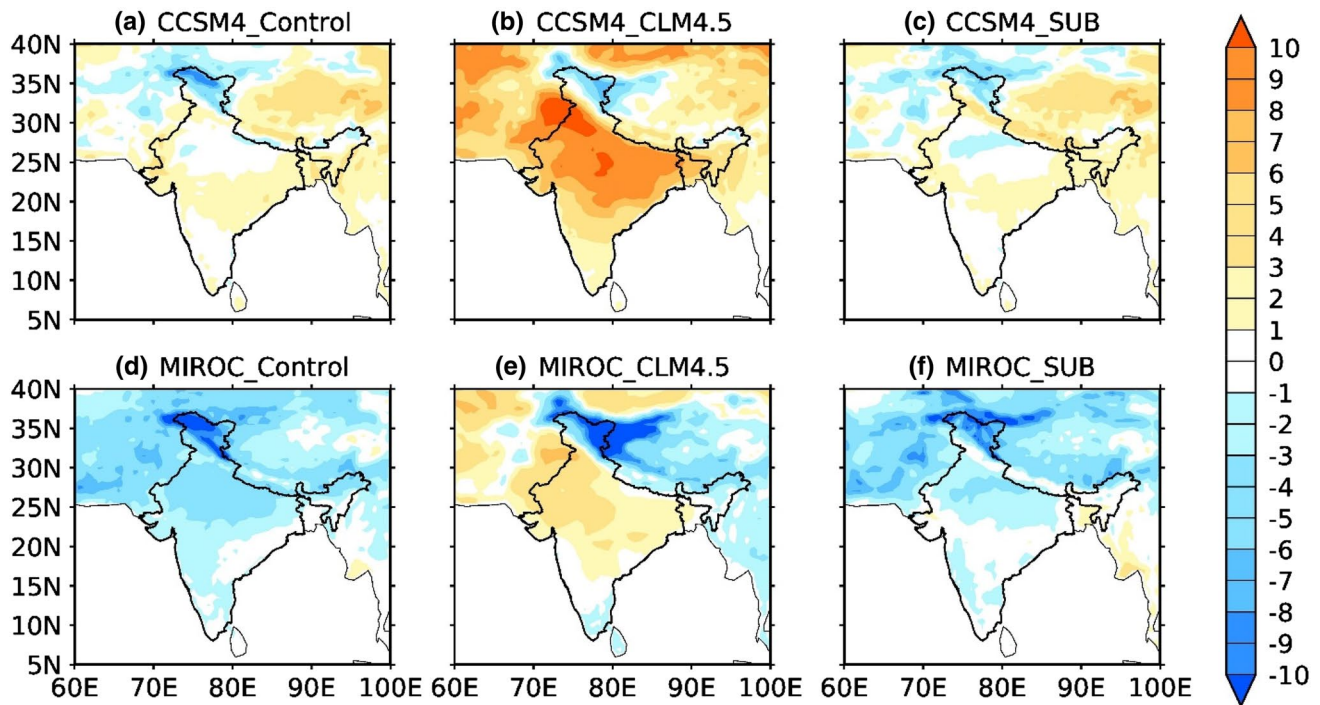 (a) CCSM4_Control (b) CCSM4_CLM4.5 (c) CCSM4_SUB
40N
35N
30N
25N
20N
15N
10N
5N
(d) MIROC_Control (e) MIROC_CLM4.5 (f) MIROC_SUB
40N
35N
30N
25N
20N
15N
10N
5N
60E 70E 80E 90E 100E 60E 70E 80E 90E 100E 60E 70E 80E 90E 100E
10
9
8
7
6
5
3
2
1
0
-1
-2
-3
-5
-6
-7
-8
-9
-10